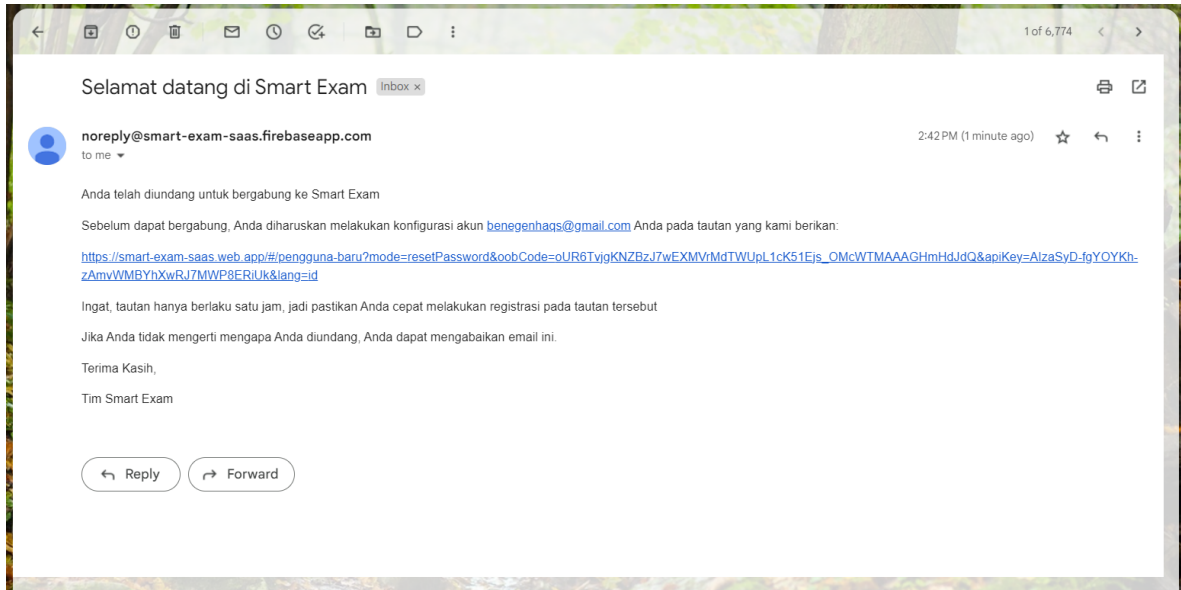 1 of 6,774
Selamat datang di Smart Exam Inbox ×
noreply@smart-exam-saas.firebaseapp.com 2:42 PM (1 minute ago)
to me
Anda telah diundang untuk bergabung ke Smart Exam
Sebelum dapat bergabung, Anda diharuskan melakukan konfigurasi akun benegenhaqs@gmail.com Anda pada tautan yang kami berikan:
https://smart-exam-saas.web.app/#/pengguna-baru?mode=resetPassword&oobCode=oUR6TvjgKNZBzJ7wEXMVrMdTWUpL1cK51Ejs_OMcWTMAAAGHmHdJdQ&apiKey=AIzaSyD-fgYOYKh-
zAmvWMBYhXwRJ7MWP8ERiUk&lang=id
Ingat, tautan hanya berlaku satu jam, jadi pastikan Anda cepat melakukan registrasi pada tautan tersebut
Jika Anda tidak mengerti mengapa Anda diundang, Anda dapat mengabaikan email ini.
Terima Kasih,
Tim Smart Exam
Reply Forward